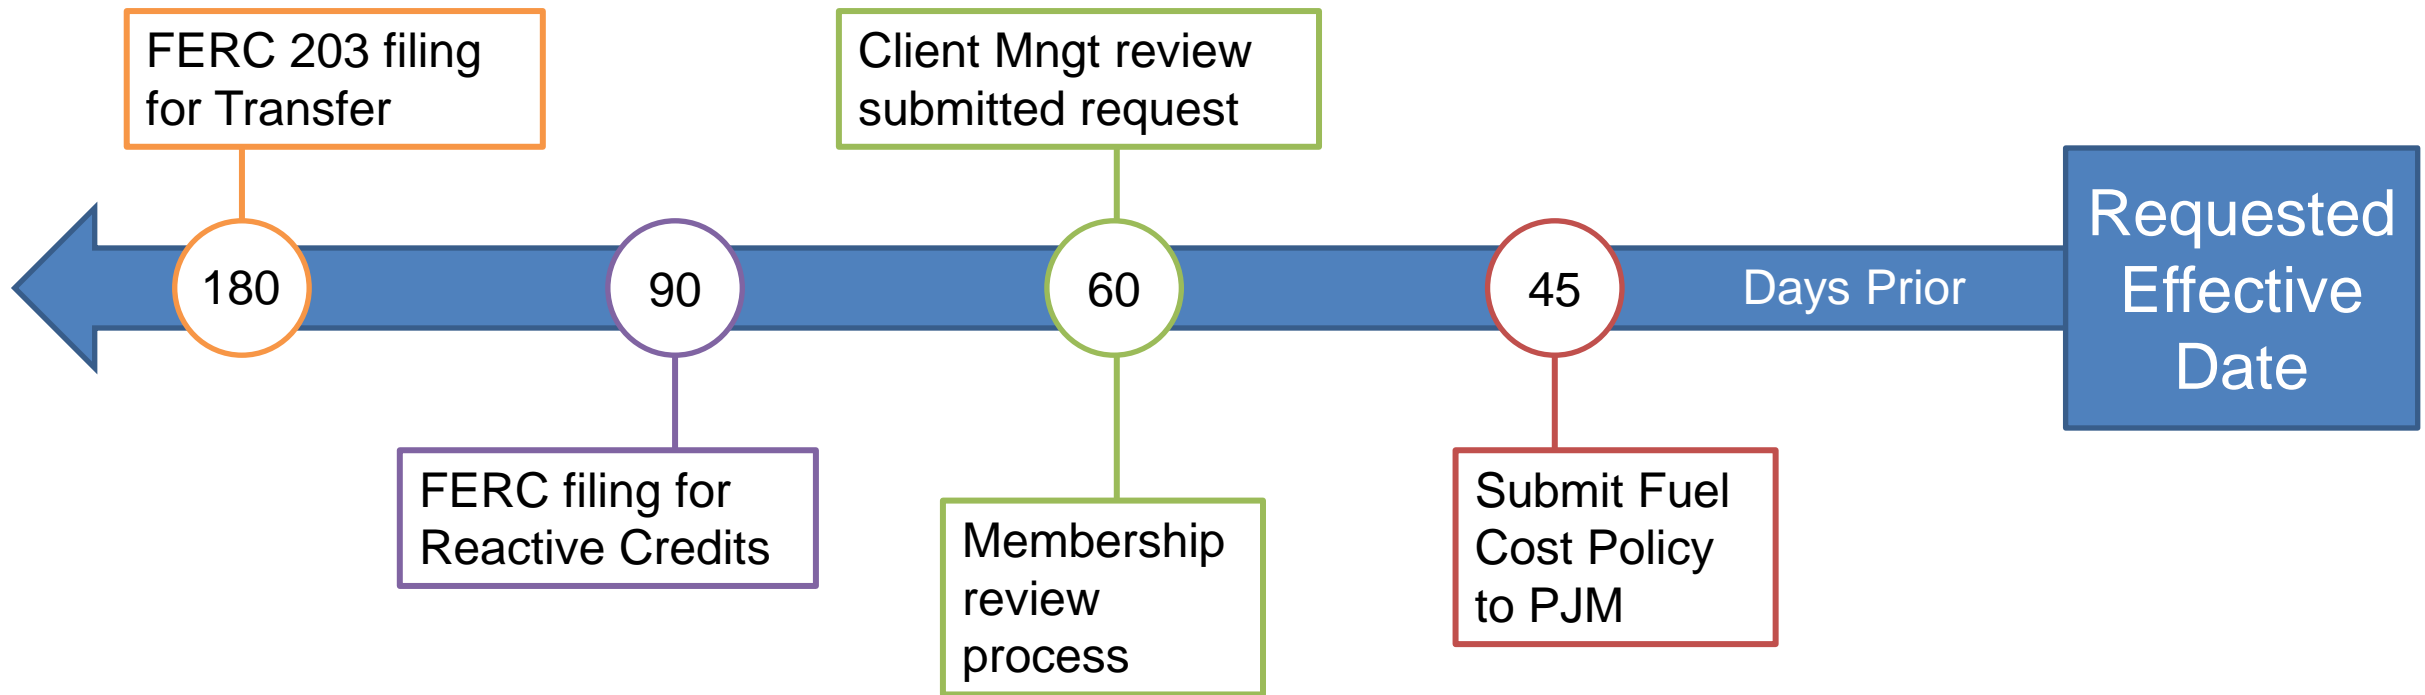 FERC 203 filing
for Transfer
Client Mngt review
submitted request
180
90
60
45
Days Prior
Requested
Effective
Date
FERC filing for
Reactive Credits
Membership
review
process
Submit Fuel
Cost Policy
to PJM